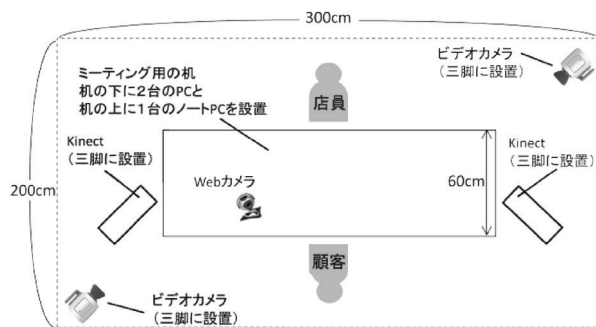 300cm
ビデオカメラ
(三脚に設置)
ミーティング用の机
机の下に2台のPCと
机の上に1台のノートPCを設置
店員
Kinect
(三脚に設置)
Kinect
(三脚に設置)
200cm
Webカメラ
60cm
顧客
ビデオカメラ
(三脚に設置)